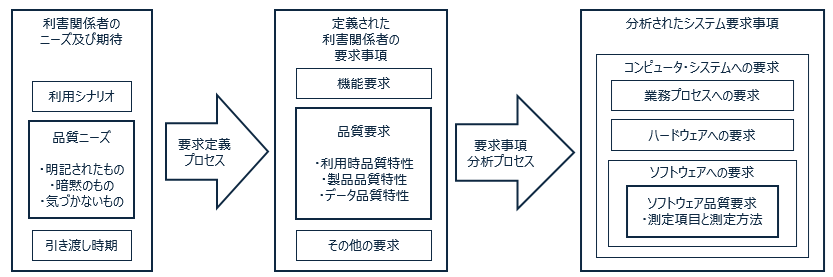 利害関係者の
ニーズ及び期待
利用シナリオ
品質ニーズ
・明記されたもの
・暗黙のもの
・気づかないもの
引き渡し時期
要求定義
プロセス
定義された
利害関係者の
要求事項
機能要求
品質要求
・利用時品質特性
・製品品質特性
・データ品質特性
その他の要求
要求事項
分析プロセス
分析されたシステム要求事項
コンピュータ・システムへの要求
業務プロセスへの要求
ハードウェアへの要求
ソフトウェアへの要求
ソフトウェア品質要求
・測定項目と測定方法